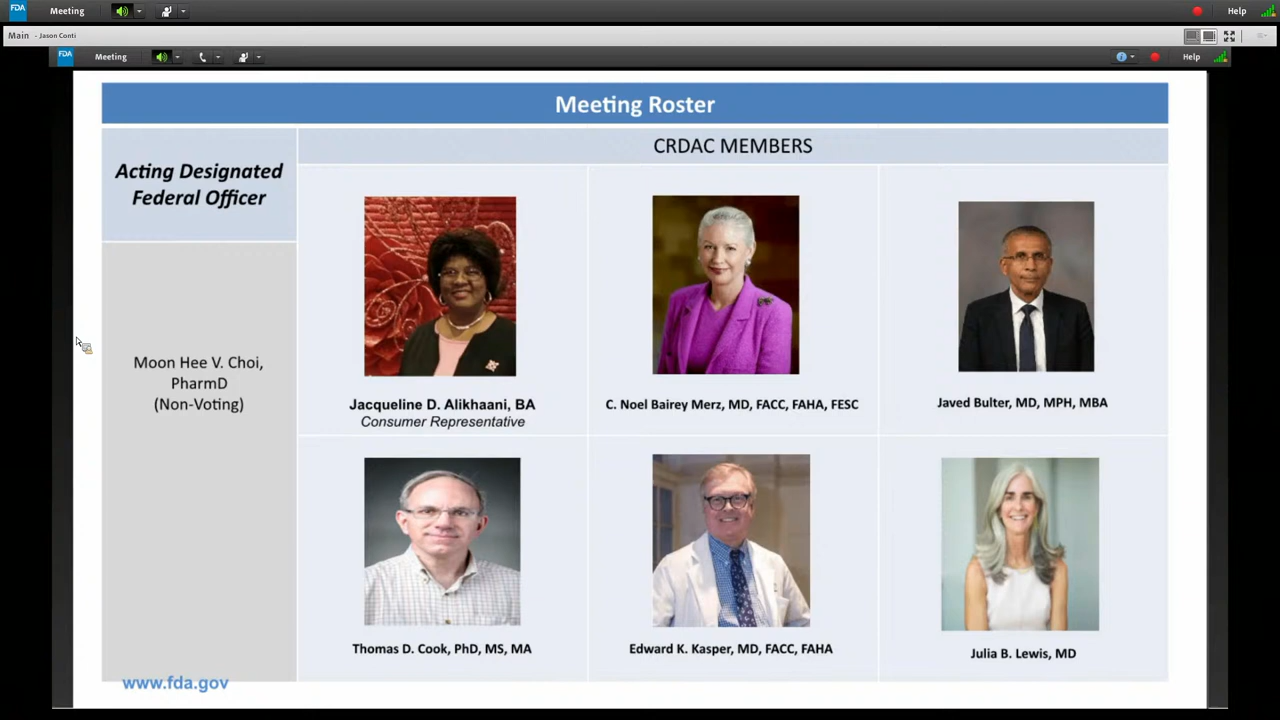 FDA
Meeting
Help
Main - Jason Conti
FDA
Meeting
Help
Meeting Roster
Acting Designated
Federal Officer
CRDAC MEMBERS
Moon Hee V. Choi,
PharmD
(Non-Voting)
Jacqueline D. Alikhaani, BA
Consumer Representative
C. Noel Bairey Merz, MD, FACC, FAHA, FESC
Javed Bulter, MD, MPH, MBA
Thomas D. Cook, PhD, MS, MA
Edward K. Kasper, MD, FACC, FAHA
Julia B. Lewis, MD
www.fda.gov